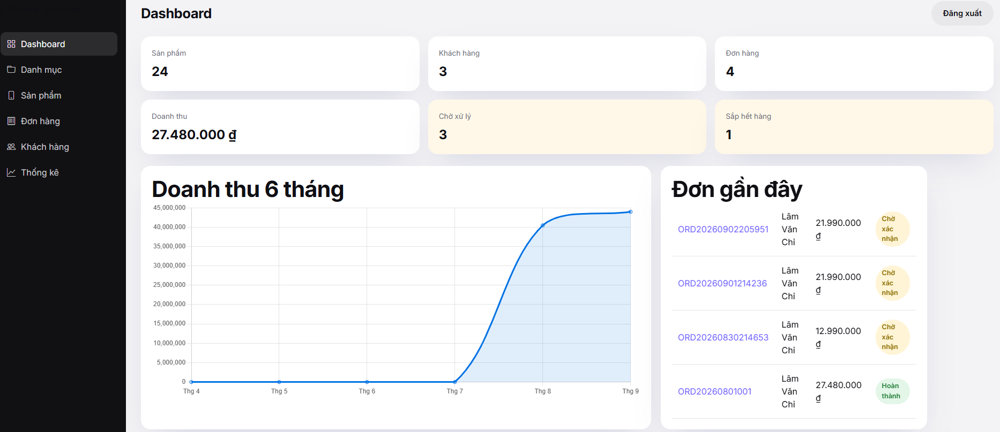 Dashboard
Danh mục
Sản phẩm
Đơn hàng
Khách hàng
Thống kê
Dashboard
Đăng xuất
Sản phẩm
24
Khách hàng
3
Đơn hàng
4
Doanh thu
27.480.000 ₫
Chờ xử lý
3
Sắp hết hàng
1
Doanh thu 6 tháng
45,000,000
40,000,000
35,000,000
30,000,000
25,000,000
20,000,000
15,000,000
10,000,000
5,000,000
0
Thg 4
Thg 5
Thg 6
Thg 7
Thg 8
Thg 9
Đơn gần đây
ORD20260902205951
Lâm
Văn
Chỉ
21.990.000
₫
Chờ
xác
nhận
ORD20260901214236
Lâm
Văn
Chỉ
21.990.000
₫
Chờ
xác
nhận
ORD20260830214653
Lâm
Văn
Chỉ
12.990.000
₫
Chờ
xác
nhận
ORD20260801001
Lâm
Văn
Chỉ
27.480.000
₫
Hoàn
thành